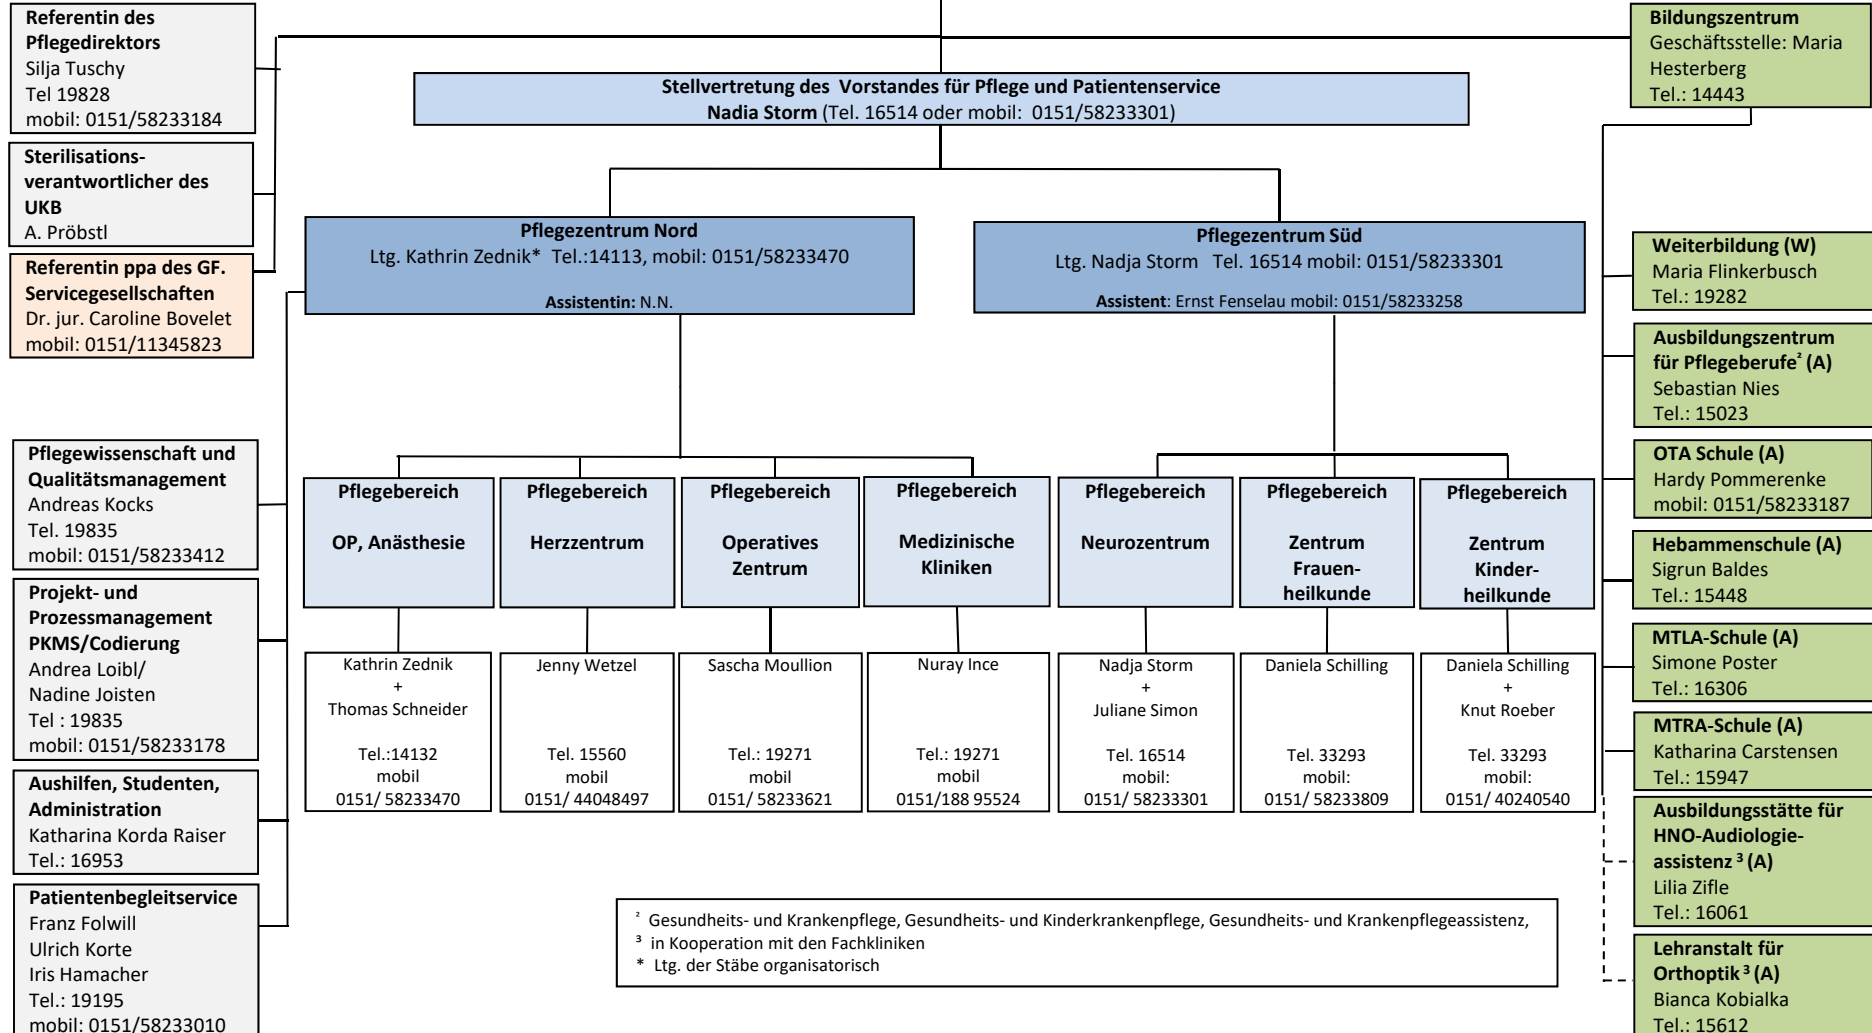 Referentin des
Pflegedirektors
Silja Tuschy
Tel 19828
mobil: 0151/58233184
Sterilisations-
verantwortlicher des
UKB
A. Pröbstl
Referentin ppa des GF.
Servicegesellschaften
Dr. jur. Caroline Bovelet
mobil: 0151/11345823
Stellvertretung des Vorstandes für Pflege und Patientenservice
Nadia Storm (Tel. 16514 oder mobil: 0151/58233301)
Bildungszentrum
Geschäftsstelle: Maria
Hesterberg
Tel.: 14443
Pflegezentrum Nord
Ltg. Kathrin Zednik* Tel.:14113, mobil: 0151/58233470
Assistentin: N.N.
Pflegezentrum Süd
Ltg. Nadja Storm Tel. 16514 mobil: 0151/58233301
Assistent: Ernst Fenselau mobil: 0151/58233258
Pflegewissenschaft und
Qualitätsmanagement
Andreas Kocks
Tel. 19835
mobil: 0151/58233412
Projekt- und
Prozessmanagement
PKMS/Codierung
Andrea Loibl/
Nadine Joisten
Tel : 19835
mobil: 0151/58233178
Aushilfen, Studenten,
Administration
Katharina Korda Raiser
Tel.: 16953
Patientenbegleitservice
Franz Folwill
Ulrich Korte
Iris Hamacher
Tel.: 19195
mobil: 0151/58233010
Pflegebereich
OP, Anästhesie
Kathrin Zednik
+
Thomas Schneider
Tel.:14132
mobil
0151/ 58233470
Pflegebereich
Herzzentrum
Jenny Wetzel
Tel. 15560
mobil
0151/ 44048497
Pflegebereich
Operatives
Zentrum
Sascha Moullion
Tel.: 19271
mobil
0151/ 58233621
Pflegebereich
Medizinische
Kliniken
Nuray Ince
Tel.: 19271
mobil
0151/188 95524
Pflegebereich
Neurozentrum
Nadja Storm
+
Juliane Simon
Tel. 16514
mobil:
0151/ 58233301
Pflegebereich
Zentrum
Frauen-
heilkunde
Daniela Schilling
Tel. 33293
mobil:
0151/ 58233809
Pflegebereich
Zentrum
Kinder-
heilkunde
Daniela Schilling
+
Knut Roeber
Tel. 33293
mobil:
0151/ 40240540
Weiterbildung (W)
Maria Flinkerbusch
Tel.: 19282
Ausbildungszentrum
für Pflegeberufe² (A)
Sebastian Nies
Tel.: 15023
OTA Schule (A)
Hardy Pommerenke
mobil: 0151/58233187
Hebammenschule (A)
Sigrun Baldes
Tel.: 15448
MTLA-Schule (A)
Simone Poster
Tel.: 16306
MTRA-Schule (A)
Katharina Carstensen
Tel.: 15947
Ausbildungsstätte für
HNO-Audiologie-
assistenz ³ (A)
Lilia Zifle
Tel.: 16061
Lehranstalt für
Orthoptik ³ (A)
Bianca Kobialka
Tel.: 15612
² Gesundheits- und Krankenpflege, Gesundheits- und Kinderkrankenpflege, Gesundheits- und Krankenpflegeassistenz,
³ in Kooperation mit den Fachkliniken
* Ltg. der Stäbe organisatorisch